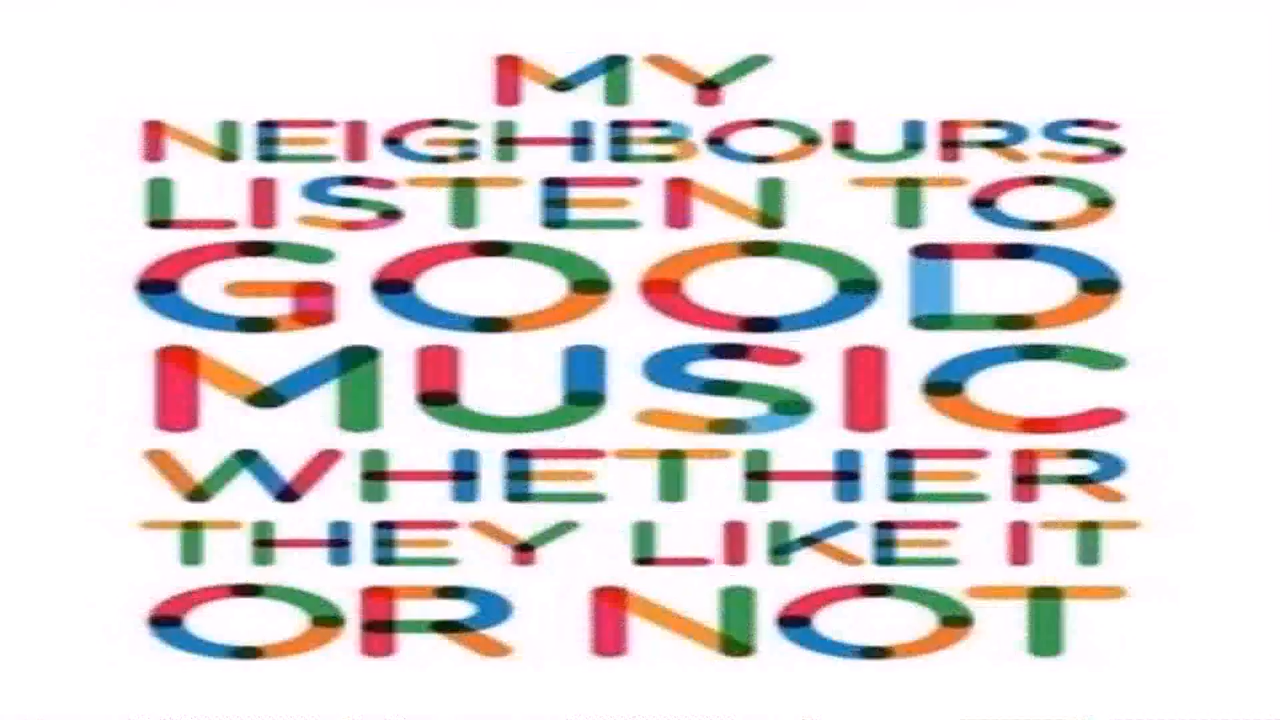 MY
NEIGHBOURS
LISTEN TO
GOOD
MUSIC
WHETHER
THEY LIKE IT
OR NOT